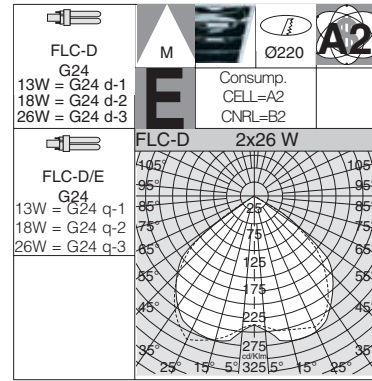 FLC-D
G24
13W = G24 d-1
18W = G24 d-2
26W = G24 d-3
FLC-D/E
G24
13W = G24 q-1
18W = G24 q-2
26W = G24 q-3
M
Ø220
A2
E
Consump.
CELL=A2
CNRL=B2
FLC-D 2x26 W
105° 105°
95° 95°
85° 25 85°
75° 75 75°
65° 125 65°
55° 175 55°
45° 225 45°
35° 275 35°
cd/Klm
25° 15° 5° 325 5° 15° 25°